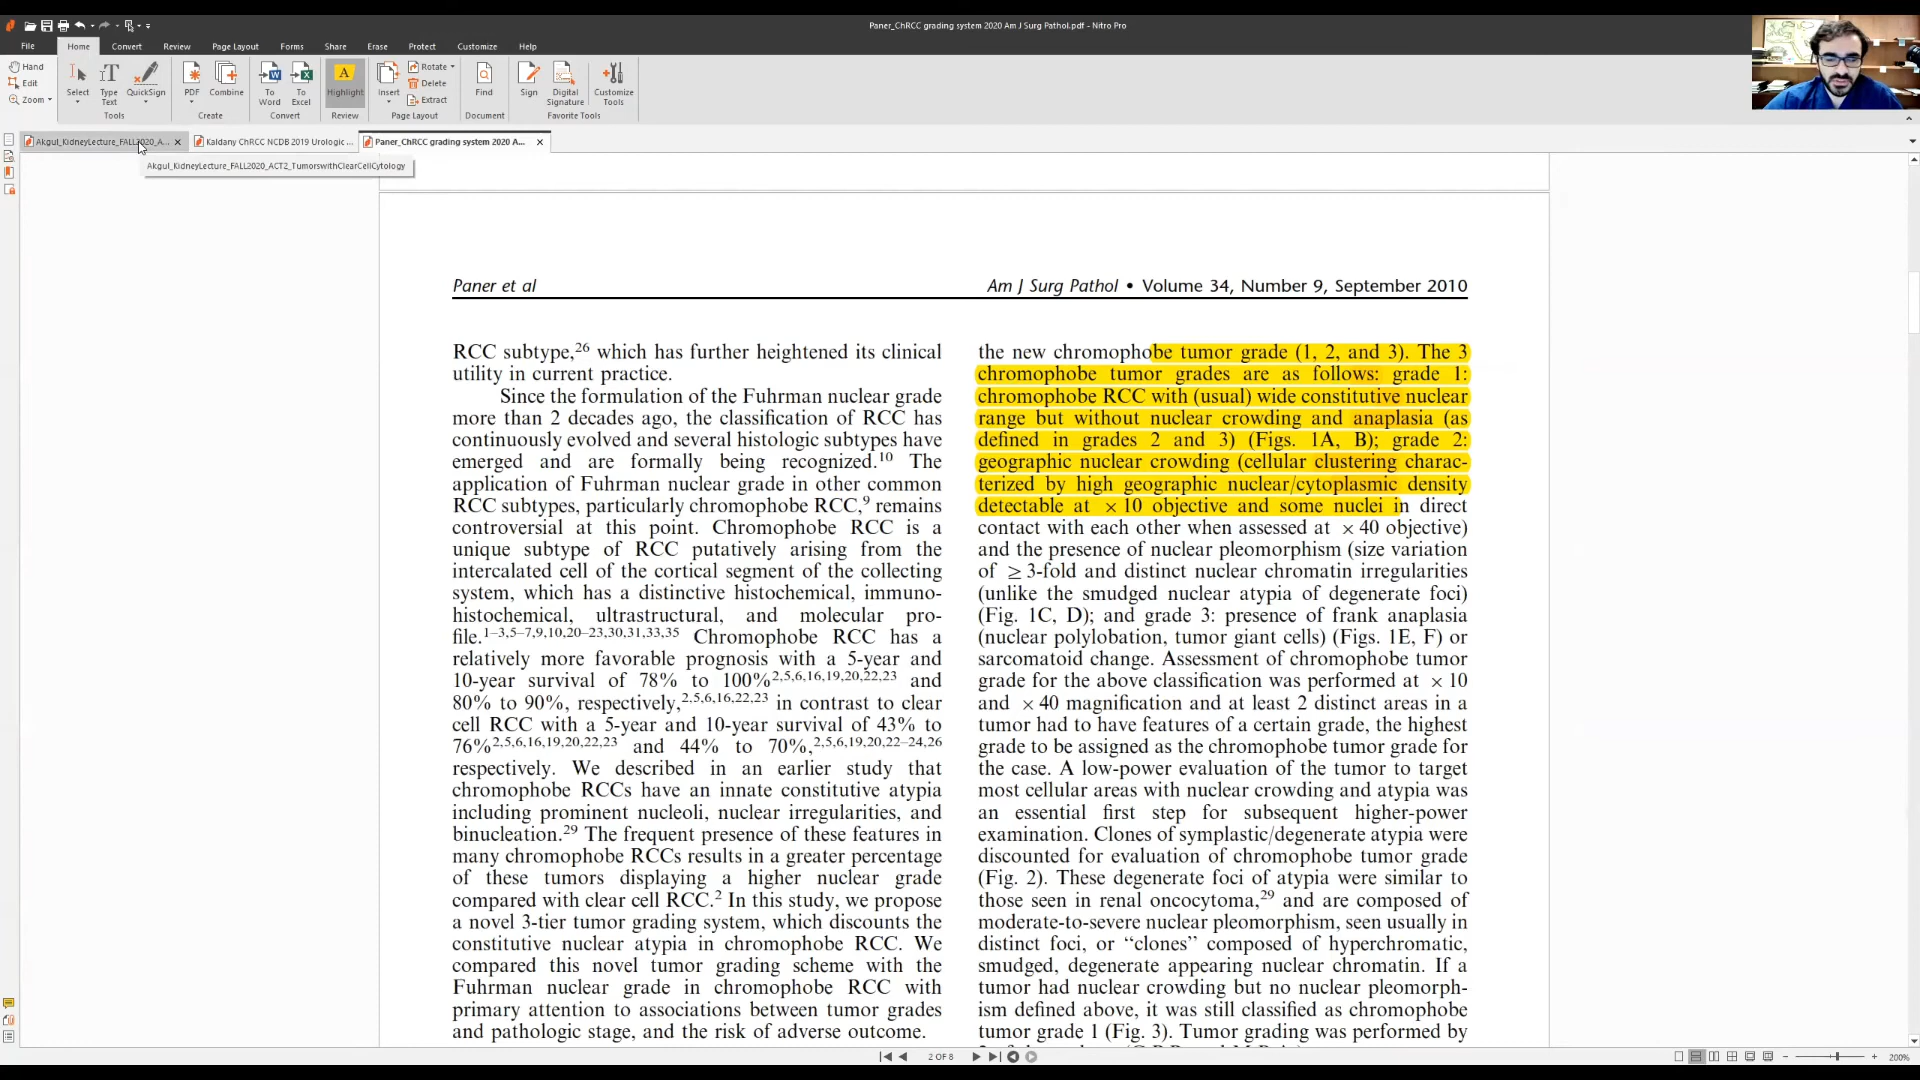 Paner_ChRCC grading system 2020 Am J Surg Pathol.pdf - Nitro Pro
File Home Convert Review Page Layout Forms Share Erase Protect Customize Help
Hand
Edit
Zoom
Select
Type Text
QuickSign
PDF
Combine
To Word
To Excel
Highlight
Insert
Rotate
Delete
Extract
Find
Sign
Digital Signature
Customize Tools
Tools Create Convert Review Page Layout Document Favorite Tools
Akgul_KidneyLecture_FALL2020_A... Kaldany ChRCC NCDB 2019 Urologic ... Paner_ChRCC grading system 2020 A...
Akgul_KidneyLecture_FALL2020_ACT2_TumorswithClearCellCytology
Paner et al
Am J Surg Pathol • Volume 34, Number 9, September 2010
RCC subtype,26 which has further heightened its clinical
utility in current practice.
Since the formulation of the Fuhrman nuclear grade
more than 2 decades ago, the classification of RCC has
continuously evolved and several histologic subtypes have
emerged and are formally being recognized.10 The
application of Fuhrman nuclear grade in other common
RCC subtypes, particularly chromophobe RCC,9 remains
controversial at this point. Chromophobe RCC is a
unique subtype of RCC putatively arising from the
intercalated cell of the cortical segment of the collecting
system, which has a distinctive histochemical, immuno-
histochemical, ultrastructural, and molecular pro-
file.1–3,5–7,9,10,20–23,30,31,33,35 Chromophobe RCC has a
relatively more favorable prognosis with a 5-year and
10-year survival of 78% to 100%2,5,6,16,19,20,22,23 and
80% to 90%, respectively,2,5,6,16,22,23 in contrast to clear
cell RCC with a 5-year and 10-year survival of 43% to
76%2,5,6,16,19,20,22,23 and 44% to 70%,2,5,6,19,20,22–24,26
respectively. We described in an earlier study that
chromophobe RCCs have an innate constitutive atypia
including prominent nucleoli, nuclear irregularities, and
binucleation.29 The frequent presence of these features in
many chromophobe RCCs results in a greater percentage
of these tumors displaying a higher nuclear grade
compared with clear cell RCC.2 In this study, we propose
a novel 3-tier tumor grading system, which discounts the
constitutive nuclear atypia in chromophobe RCC. We
compared this novel tumor grading scheme with the
Fuhrman nuclear grade in chromophobe RCC with
primary attention to associations between tumor grades
and pathologic stage, and the risk of adverse outcome.
the new chromophobe tumor grade (1, 2, and 3). The 3
chromophobe tumor grades are as follows: grade 1:
chromophobe RCC with (usual) wide constitutive nuclear
range but without nuclear crowding and anaplasia (as
defined in grades 2 and 3) (Figs. 1A, B); grade 2:
geographic nuclear crowding (cellular clustering charac-
terized by high geographic nuclear/cytoplasmic density
detectable at ×10 objective and some nuclei in direct
contact with each other when assessed at ×40 objective)
and the presence of nuclear pleomorphism (size variation
of ≥3-fold and distinct nuclear chromatin irregularities
(unlike the smudged nuclear atypia of degenerate foci)
(Fig. 1C, D); and grade 3: presence of frank anaplasia
(nuclear polylobation, tumor giant cells) (Figs. 1E, F) or
sarcomatoid change. Assessment of chromophobe tumor
grade for the above classification was performed at ×10
and ×40 magnification and at least 2 distinct areas in a
tumor had to have features of a certain grade, the highest
grade to be assigned as the chromophobe tumor grade for
the case. A low-power evaluation of the tumor to target
most cellular areas with nuclear crowding and atypia was
an essential first step for subsequent higher-power
examination. Clones of symplastic/degenerate atypia were
discounted for evaluation of chromophobe tumor grade
(Fig. 2). These degenerate foci of atypia were similar to
those seen in renal oncocytoma,29 and are composed of
moderate-to-severe nuclear pleomorphism, seen usually in
distinct foci, or “clones” composed of hyperchromatic,
smudged, degenerate appearing nuclear chromatin. If a
tumor had nuclear crowding but no nuclear pleomorph-
ism defined above, it was still classified as chromophobe
tumor grade 1 (Fig. 3). Tumor grading was performed by
2 OF 8
200%